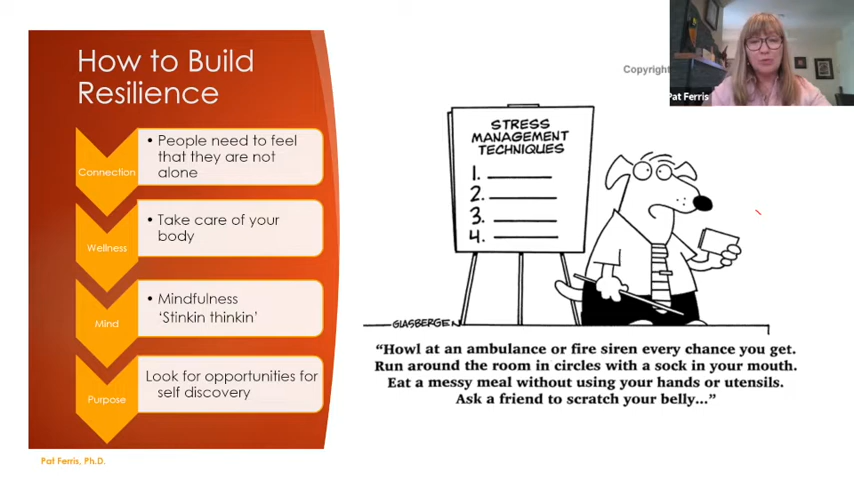 How to Build
Resilience
Connection
• People need to feel
that they are not
alone
Wellness
• Take care of your
body
Mind
• Mindfulness
‘Stinkin thinkin’
Purpose
Look for opportunities for
self discovery
Pat Ferris, Ph.D.
Copyright
Pat Ferris
STRESS
MANAGEMENT
TECHNIQUES
1.
2.
3.
4.
GLASBERGEN
“Howl at an ambulance or fire siren every chance you get.
Run around the room in circles with a sock in your mouth.
Eat a messy meal without using your hands or utensils.
Ask a friend to scratch your belly...”